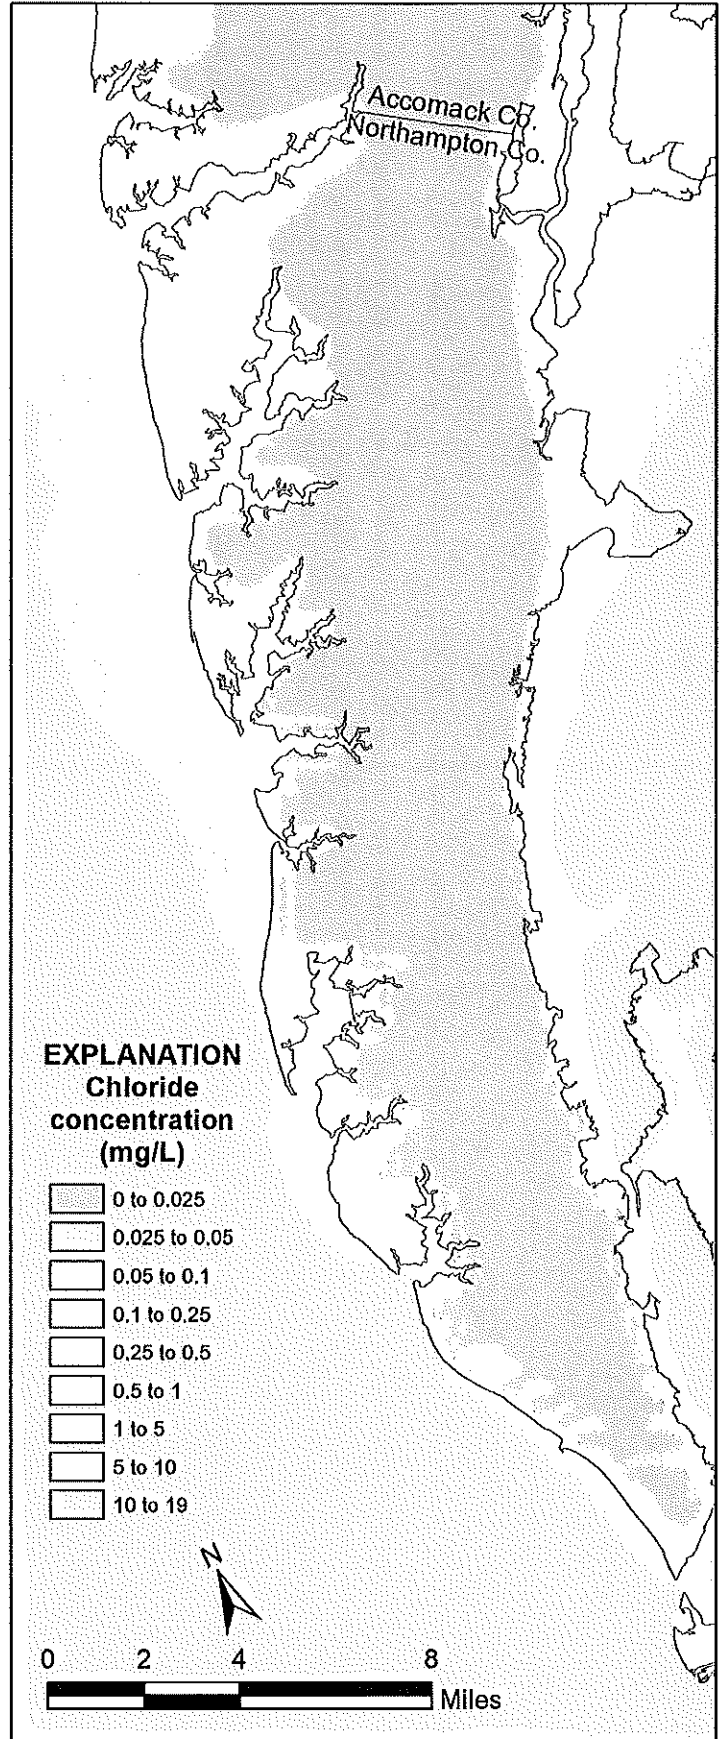 Accomack Co.
Northampton Co.
EXPLANATION
Chloride
concentration
(mg/L)
0 to 0.025
0.025 to 0.05
0.05 to 0.1
0.1 to 0.25
0.25 to 0.5
0.5 to 1
1 to 5
5 to 10
10 to 19
N
0 2 4 8
Miles